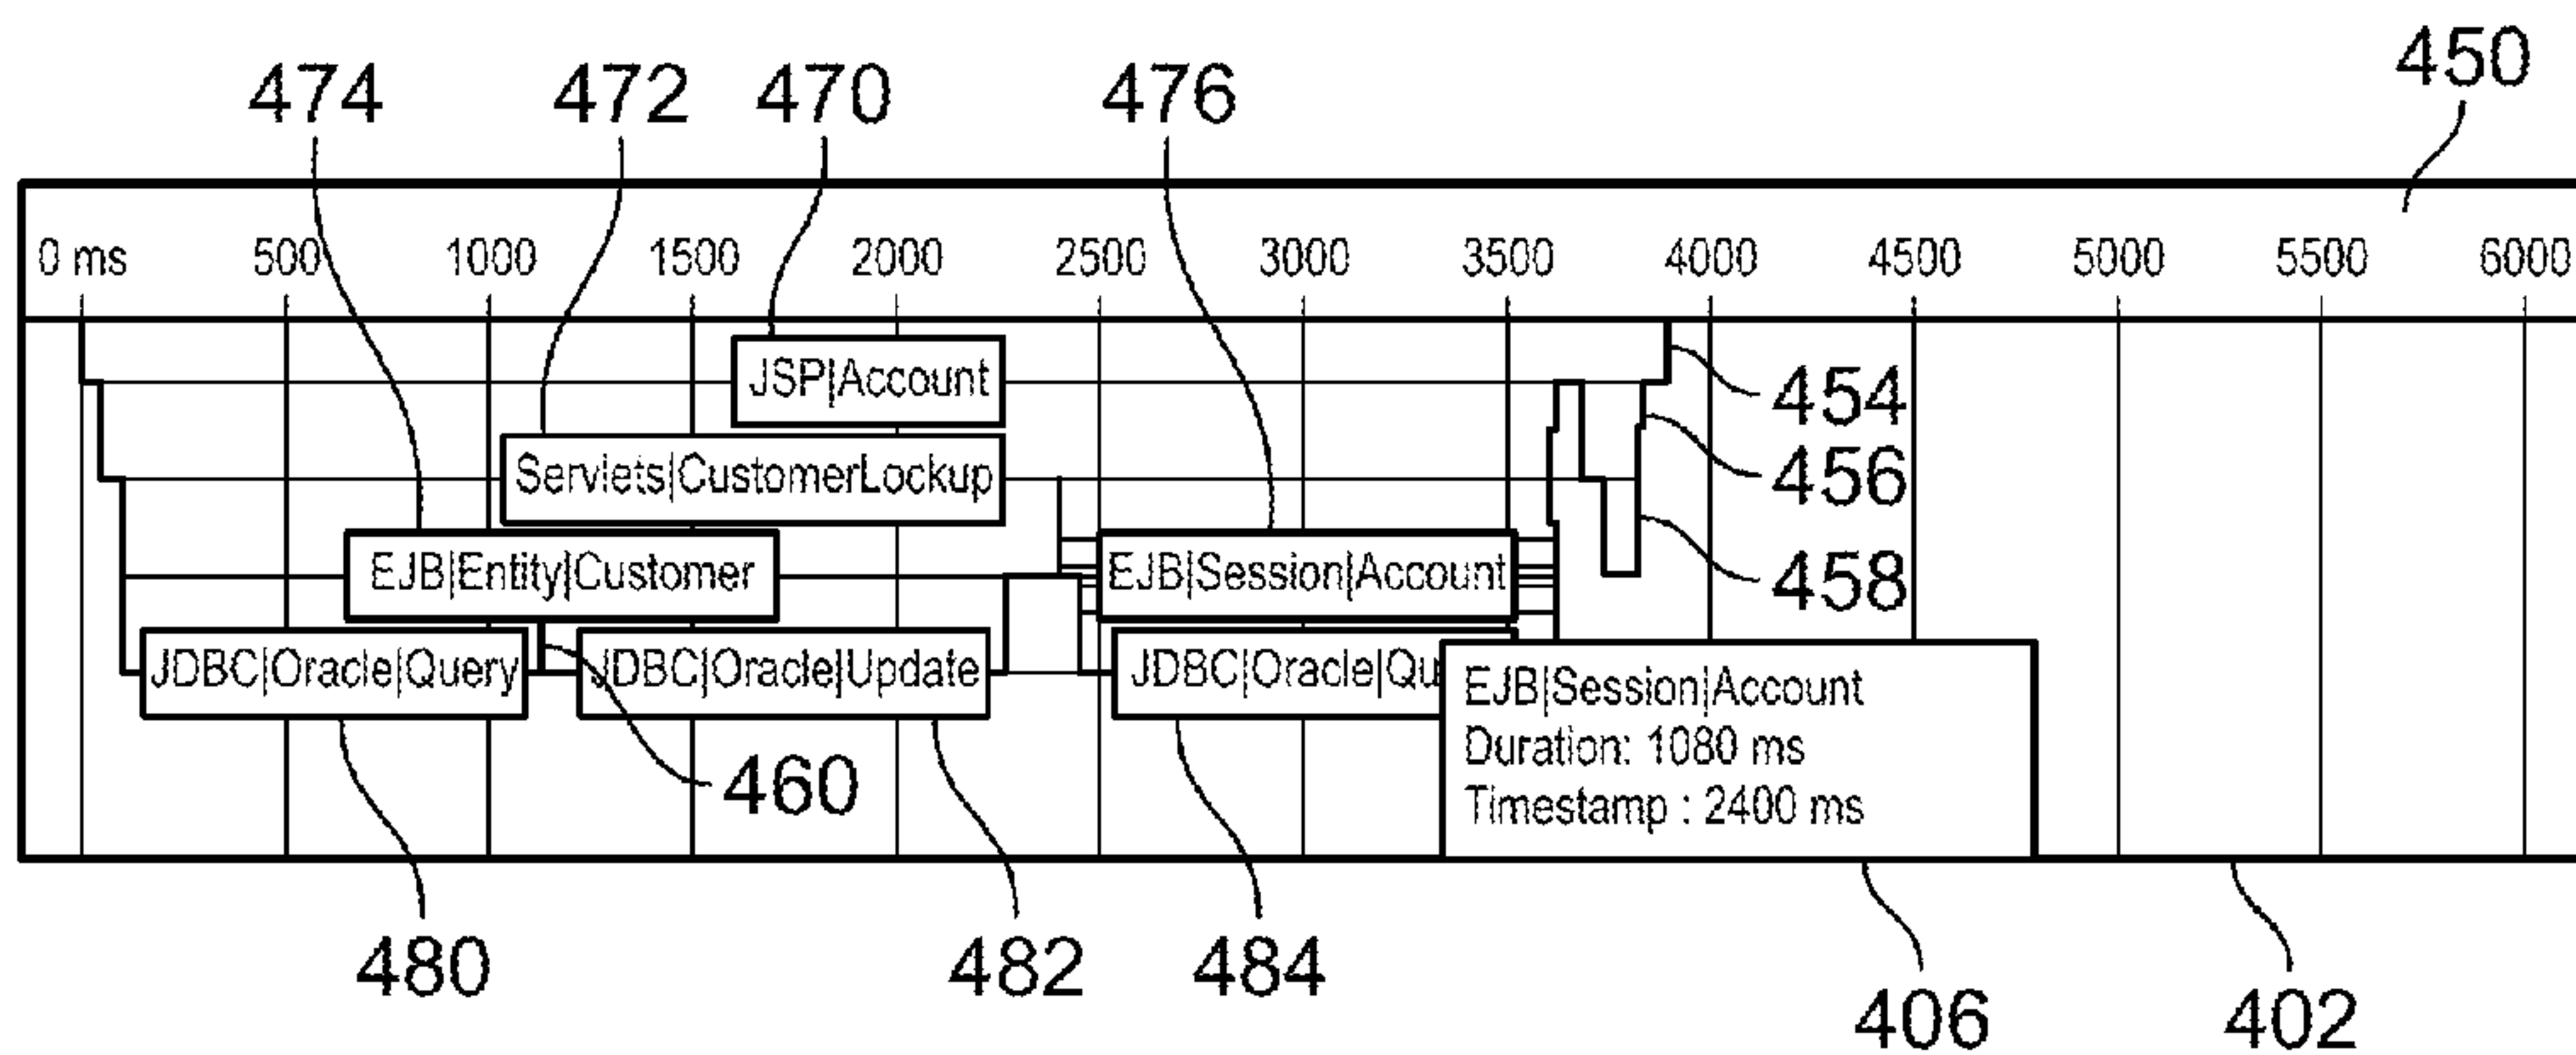 450
474 472 470 476
0 ms 500 1000 1500 2000 2500 3000 3500 4000 4500 5000 5500 6000
JSP|Account
454
Servlets|CustomerLockup
456
EJB|Entity|Customer EJB|Session|Account
458
JDBC|Oracle|Query JDBC|Oracle|Update JDBC|Oracle|Qu
EJB|Session|Account
Duration: 1080 ms
Timestamp : 2400 ms
460
480 482 484
406 402